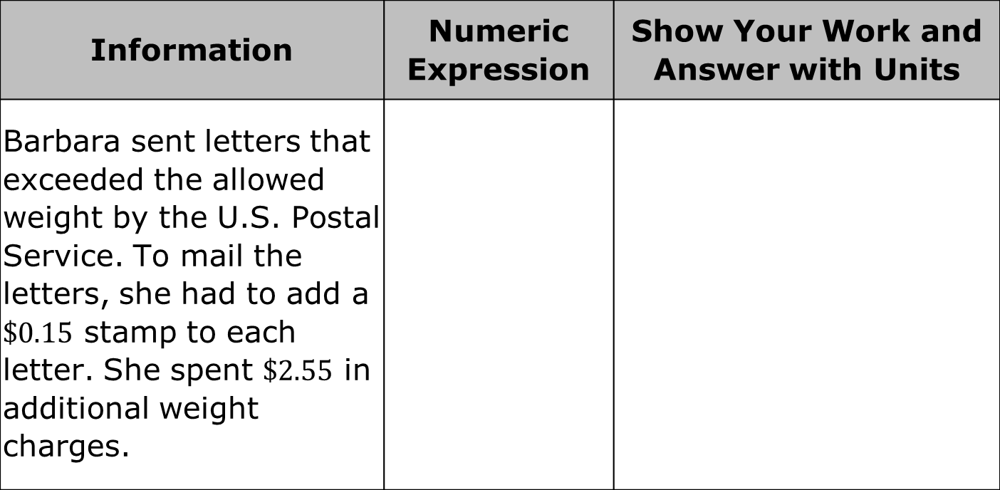 Information
Numeric
Expression
Show Your Work and
Answer with Units
Barbara sent letters that
exceeded the allowed
weight by the U.S. Postal
Service. To mail the
letters, she had to add a
$0.15 stamp to each
letter. She spent $2.55 in
additional weight
charges.